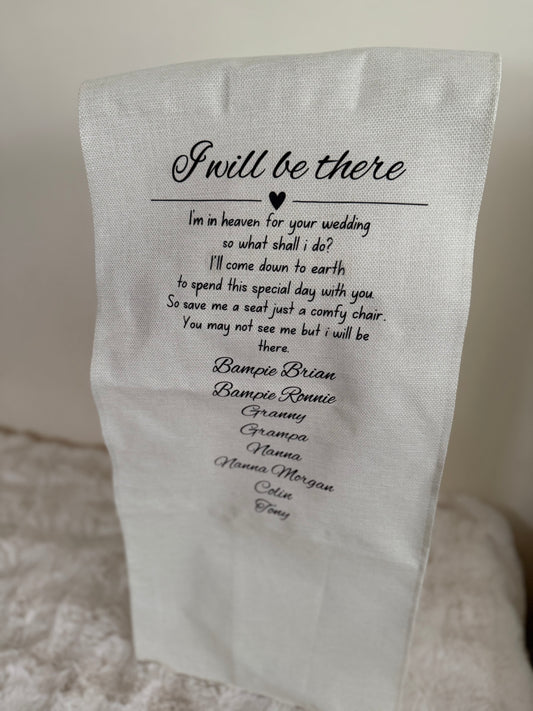 I will be there
I'm in heaven for your wedding
so what shall i do?
I'll come down to earth
to spend this special day with you.
So save me a seat just a comfy chair.
You may not see me but i will be
there.
Bampie Brian
Bampie Ronnie
Granny
Grampa
Nanna
Nanna Morgan
Colin
Tony